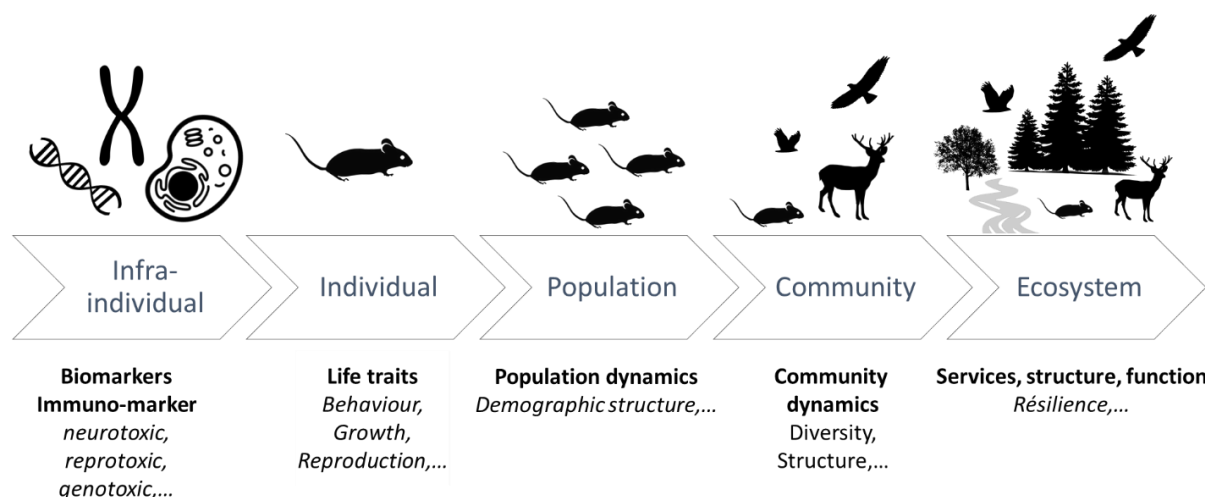 Infra-
individual
Individual
Population
Community
Ecosystem
Biomarkers
Immuno-marker
neurotoxic,
reprotoxic,
genotoxic,...
Life traits
Behaviour,
Growth,
Reproduction,...
Population dynamics
Demographic structure,...
Community
dynamics
Diversity,
Structure,...
Services, structure, function
Résilience,...